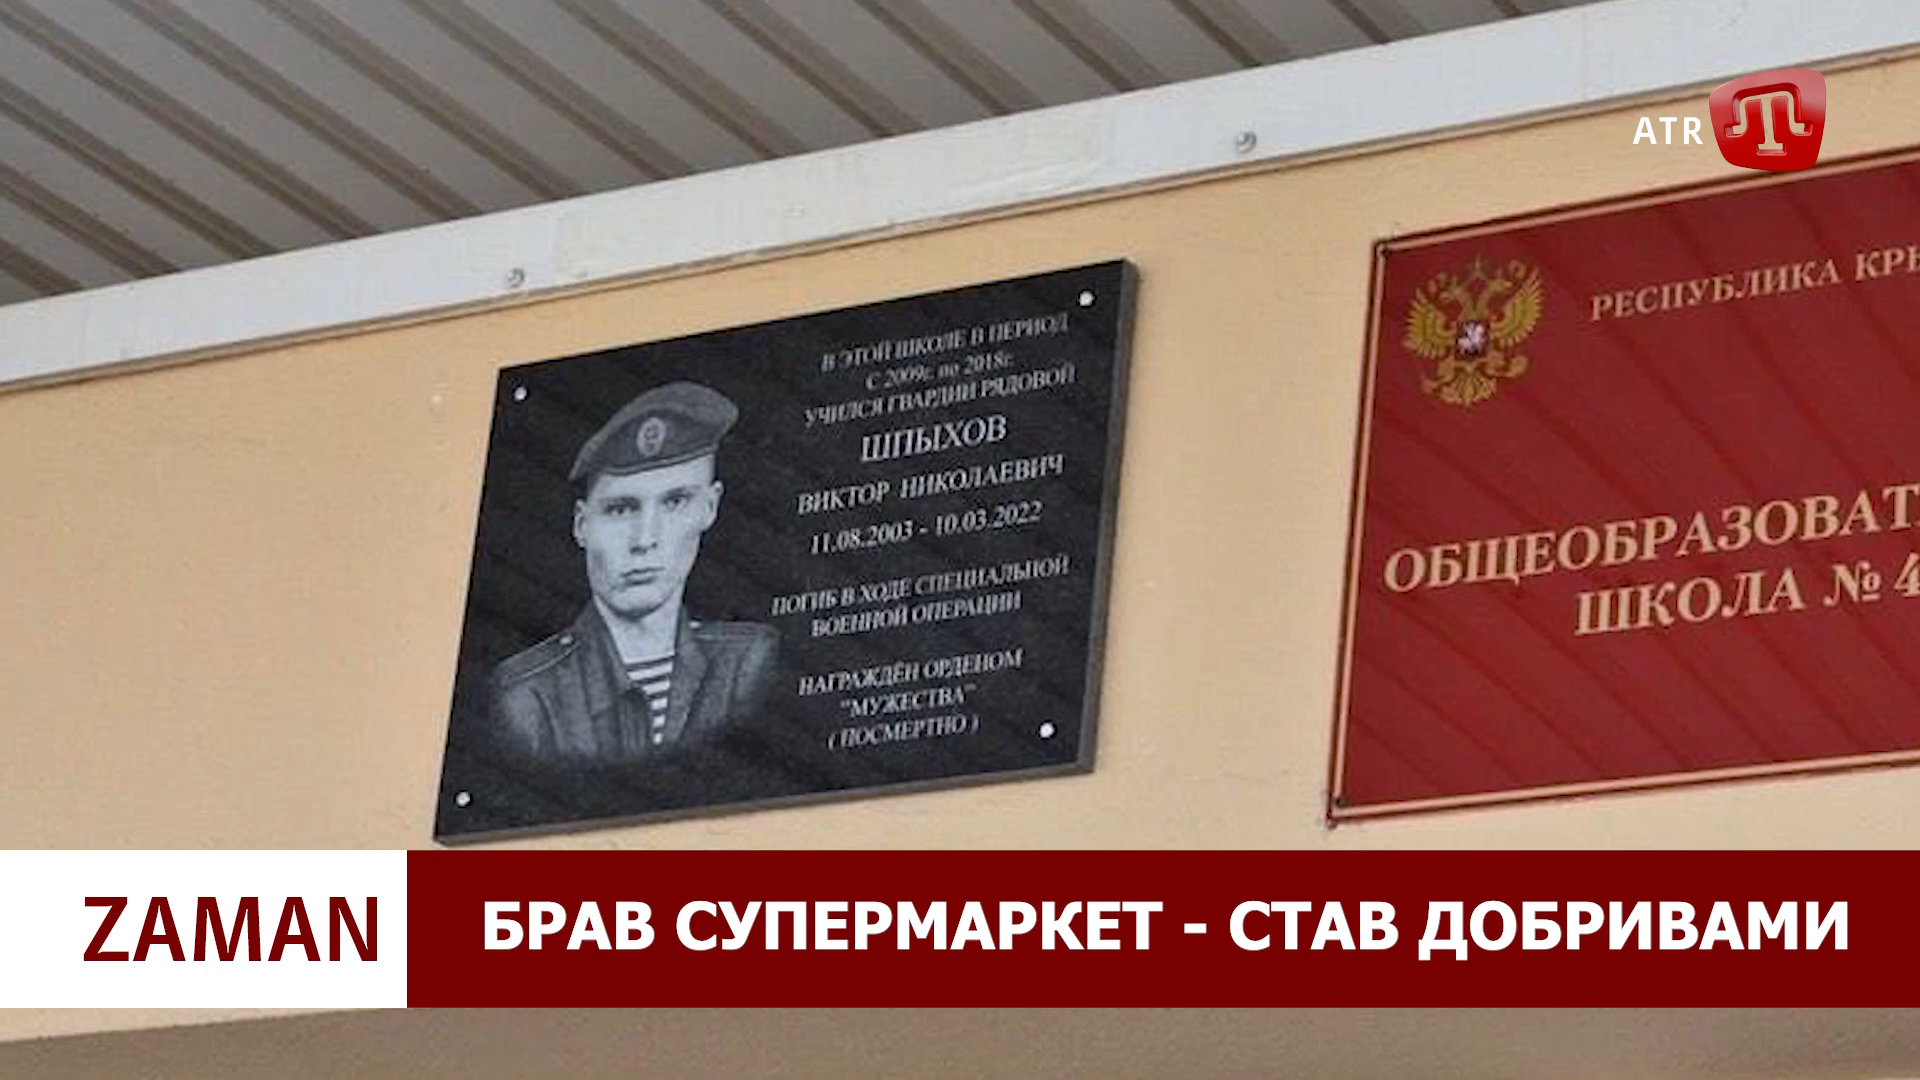 ATR
В ЭТОЙ ШКОЛЕ В ПЕРИОД
С 2009г. по 2018г.
УЧИЛСЯ ГВАРДИИ РЯДОВОЙ
ШПЫХОВ
ВИКТОР НИКОЛАЕВИЧ
11.08.2003 - 10.03.2022
ПОГИБ В ХОДЕ СПЕЦИАЛЬНОЙ
ВОЕННОЙ ОПЕРАЦИИ
НАГРАЖДЁН ОРДЕНОМ
"МУЖЕСТВА"
( ПОСМЕРТНО )
РЕСПУБЛИКА КРЫ
ОБЩЕОБРАЗОВАТ
ШКОЛА № 4
ZAMAN
БРАВ СУПЕРМАРКЕТ - СТАВ ДОБРИВАМИ